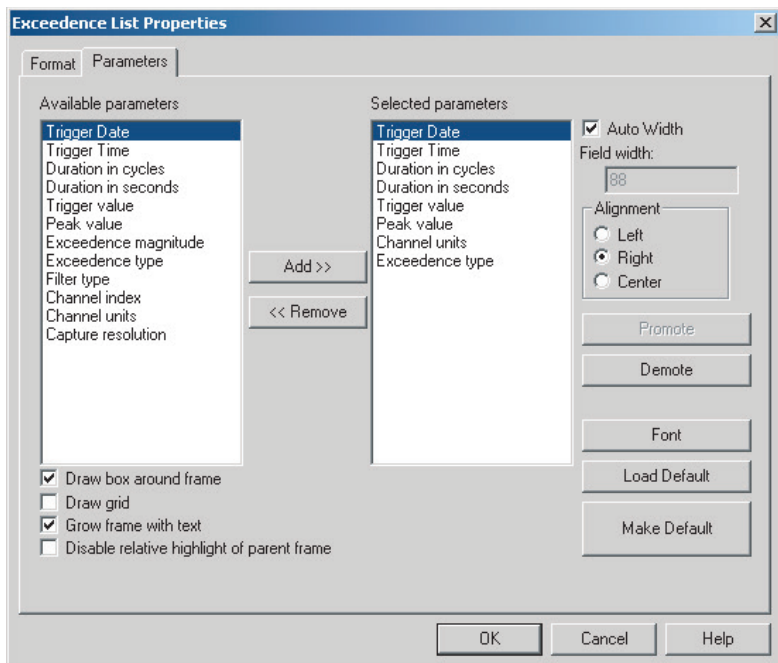 Exceedence List Properties
Format
Parameters
Available parameters
Trigger Date
Trigger Time
Duration in cycles
Duration in seconds
Trigger value
Peak value
Exceedence magnitude
Exceedence type
Filter type
Channel index
Channel units
Capture resolution
Add >>
<< Remove
Selected parameters
Trigger Date
Trigger Time
Duration in cycles
Duration in seconds
Trigger value
Peak value
Channel units
Exceedence type
Auto Width
Field width:
88
Alignment
Left
Right
Center
Promote
Demote
Font
Load Default
Make Default
Draw box around frame
Draw grid
Grow frame with text
Disable relative highlight of parent frame
OK
Cancel
Help